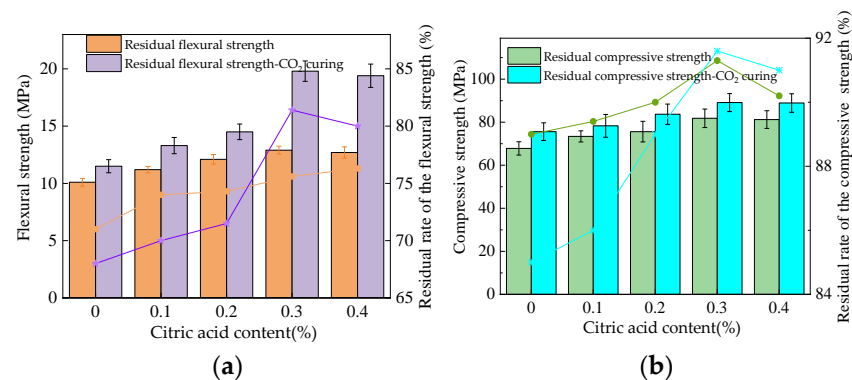 Residual flexural strength
Residual flexural strength-CO₂ curing
Flexural strength (MPa)
0
5
10
15
20
65
70
75
80
85
Residual rate of the flexural strength (%)
0 0.1 0.2 0.3 0.4
Citric acid content(%)
(a)
Residual compressive strength
Residual compressive strength-CO₂ curing
Compressive strength (MPa)
0
20
40
60
80
100
84
88
92
Residual rate of the compressive strength (%)
0 0.1 0.2 0.3 0.4
Citric acid content(%)
(b)